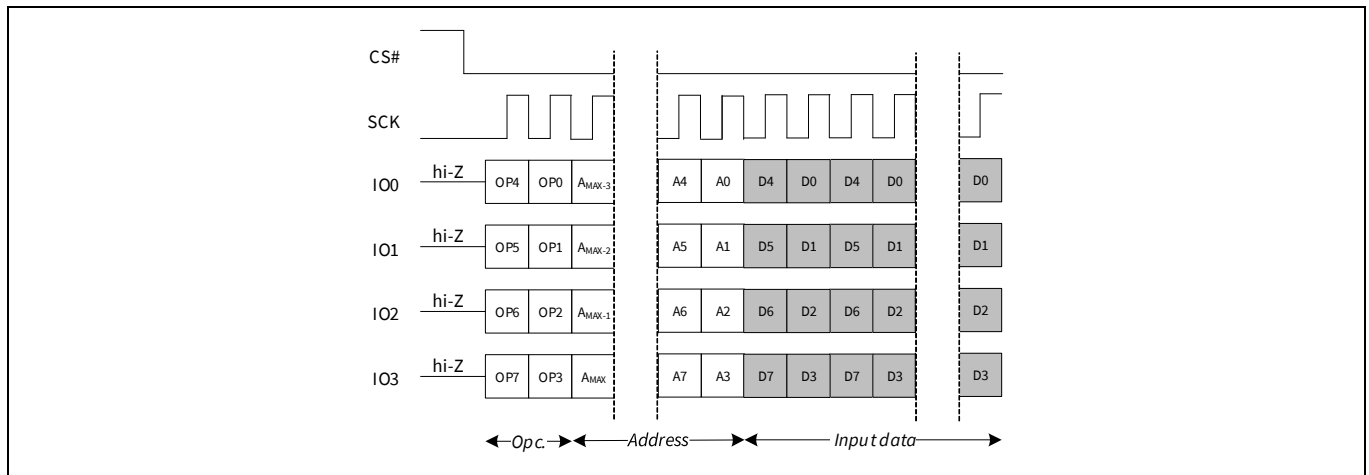 CS#
SCK
hi-Z
IO0 OP4 OP0 AMAX-3 A4 A0 D4 D0 D4 D0 D0
hi-Z
IO1 OP5 OP1 AMAX-2 A5 A1 D5 D1 D5 D1 D1
hi-Z
IO2 OP6 OP2 AMAX-1 A6 A2 D6 D2 D6 D2 D2
hi-Z
IO3 OP7 OP3 AMAX A7 A3 D7 D3 D7 D3 D3
Opc. Address Input data